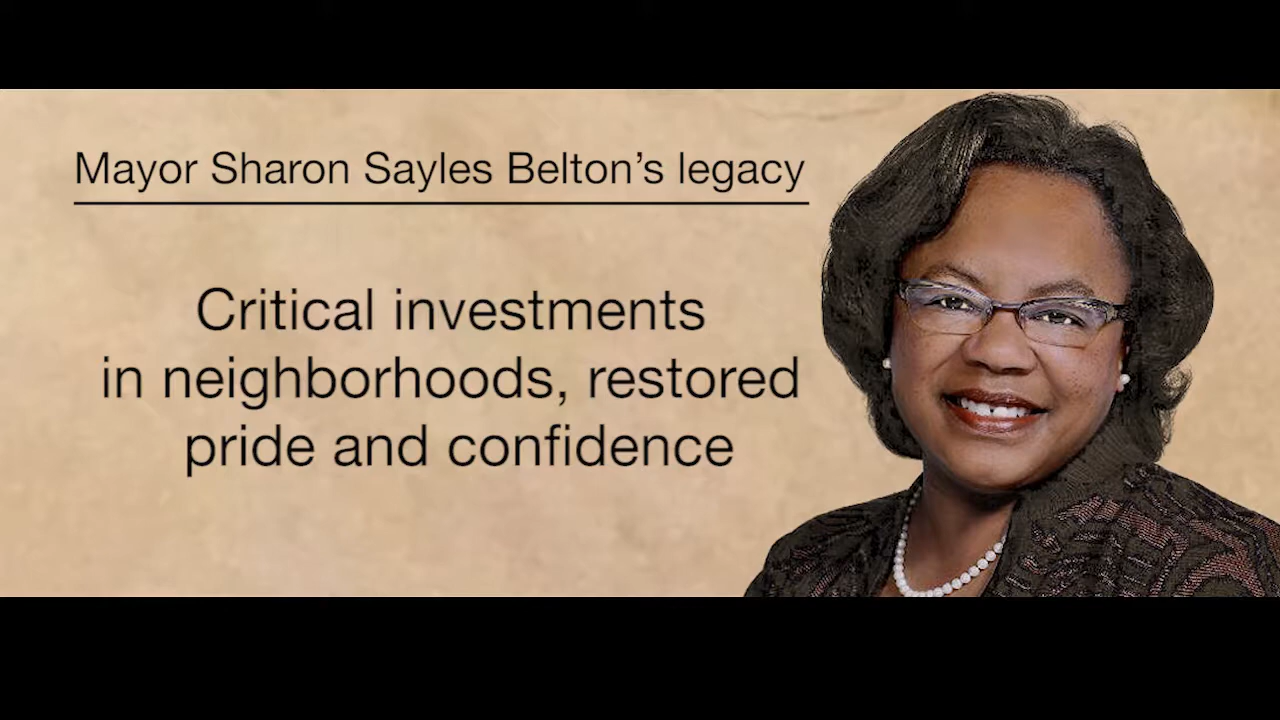 Mayor Sharon Sayles Belton’s legacy
Critical investments
in neighborhoods, restored
pride and confidence